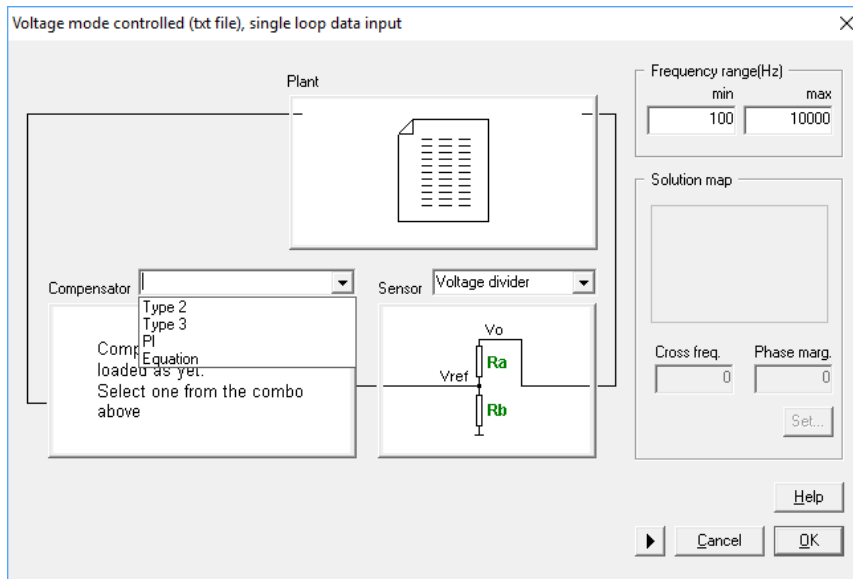 Voltage mode controlled (txt file), single loop data input
Plant
Frequency range(Hz)
min max
100 10000
Solution map
Compensator
Type 2
Type 3
PI
Equation
loaded as yet.
Select one from the combo
above
Sensor Voltage divider
Vo
Ra
Vref
Rb
Cross freq. Phase marg.
0 0
Set...
Help
Cancel OK